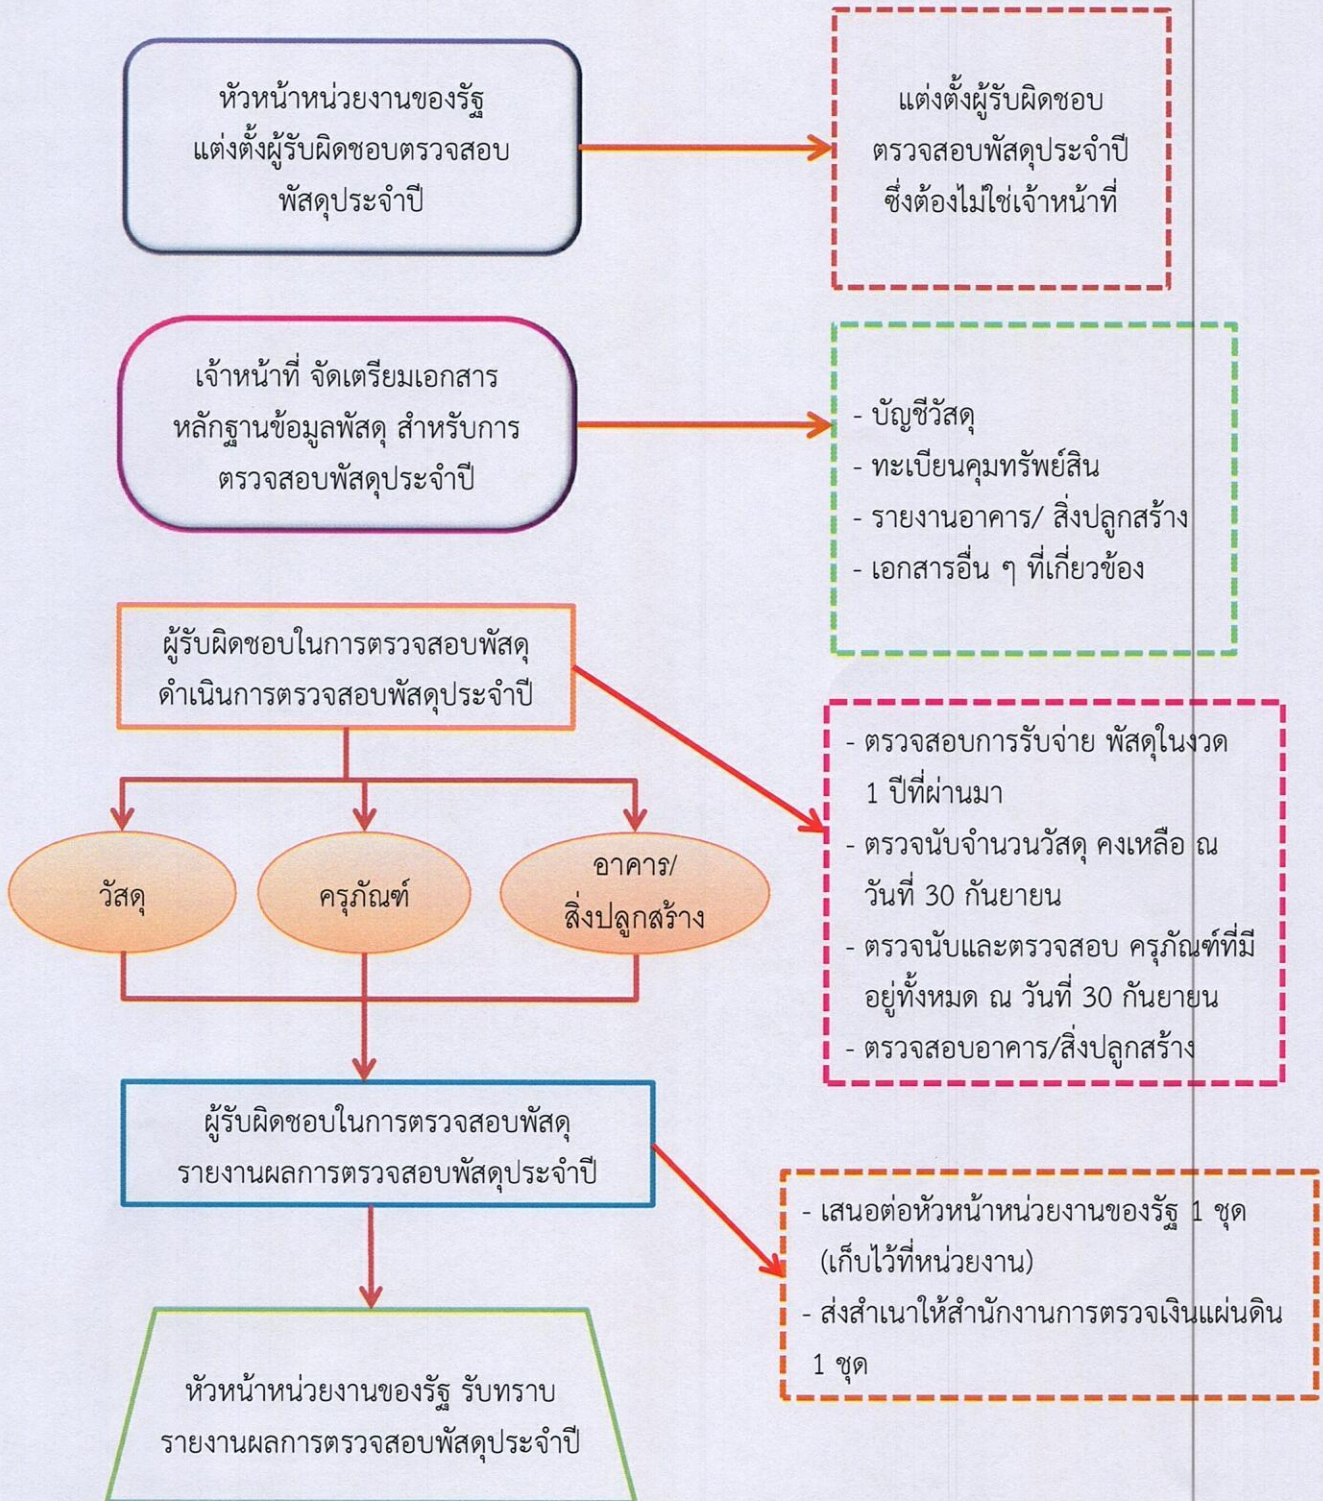 หัวหน้าหน่วยงานของรัฐ
แต่งตั้งผู้รับผิดชอบตรวจสอบ
พัสดุประจำปี
แต่งตั้งผู้รับผิดชอบ
ตรวจสอบพัสดุประจำปี
ซึ่งต้องไม่ใช่เจ้าหน้าที่
เจ้าหน้าที่ จัดเตรียมเอกสาร
หลักฐานข้อมูลพัสดุ สำหรับการ
ตรวจสอบพัสดุประจำปี
- บัญชีวัสดุ
- ทะเบียนคุมทรัพย์สิน
- รายงานอาคาร/ สิ่งปลูกสร้าง
- เอกสารอื่น ๆ ที่เกี่ยวข้อง
ผู้รับผิดชอบในการตรวจสอบพัสดุ
ดำเนินการตรวจสอบพัสดุประจำปี
- ตรวจสอบการรับจ่าย พัสดุในงวด
1 ปีที่ผ่านมา
- ตรวจนับจำนวนวัสดุ คงเหลือ ณ
วันที่ 30 กันยายน
- ตรวจนับและตรวจสอบ ครุภัณฑ์ที่มี
อยู่ทั้งหมด ณ วันที่ 30 กันยายน
- ตรวจสอบอาคาร/สิ่งปลูกสร้าง
วัสดุ
ครุภัณฑ์
อาคาร/
สิ่งปลูกสร้าง
ผู้รับผิดชอบในการตรวจสอบพัสดุ
รายงานผลการตรวจสอบพัสดุประจำปี
- เสนอต่อหัวหน้าหน่วยงานของรัฐ 1 ชุด
(เก็บไว้ที่หน่วยงาน)
- ส่งสำเนาให้สำนักงานการตรวจเงินแผ่นดิน
1 ชุด
หัวหน้าหน่วยงานของรัฐ รับทราบ
รายงานผลการตรวจสอบพัสดุประจำปี